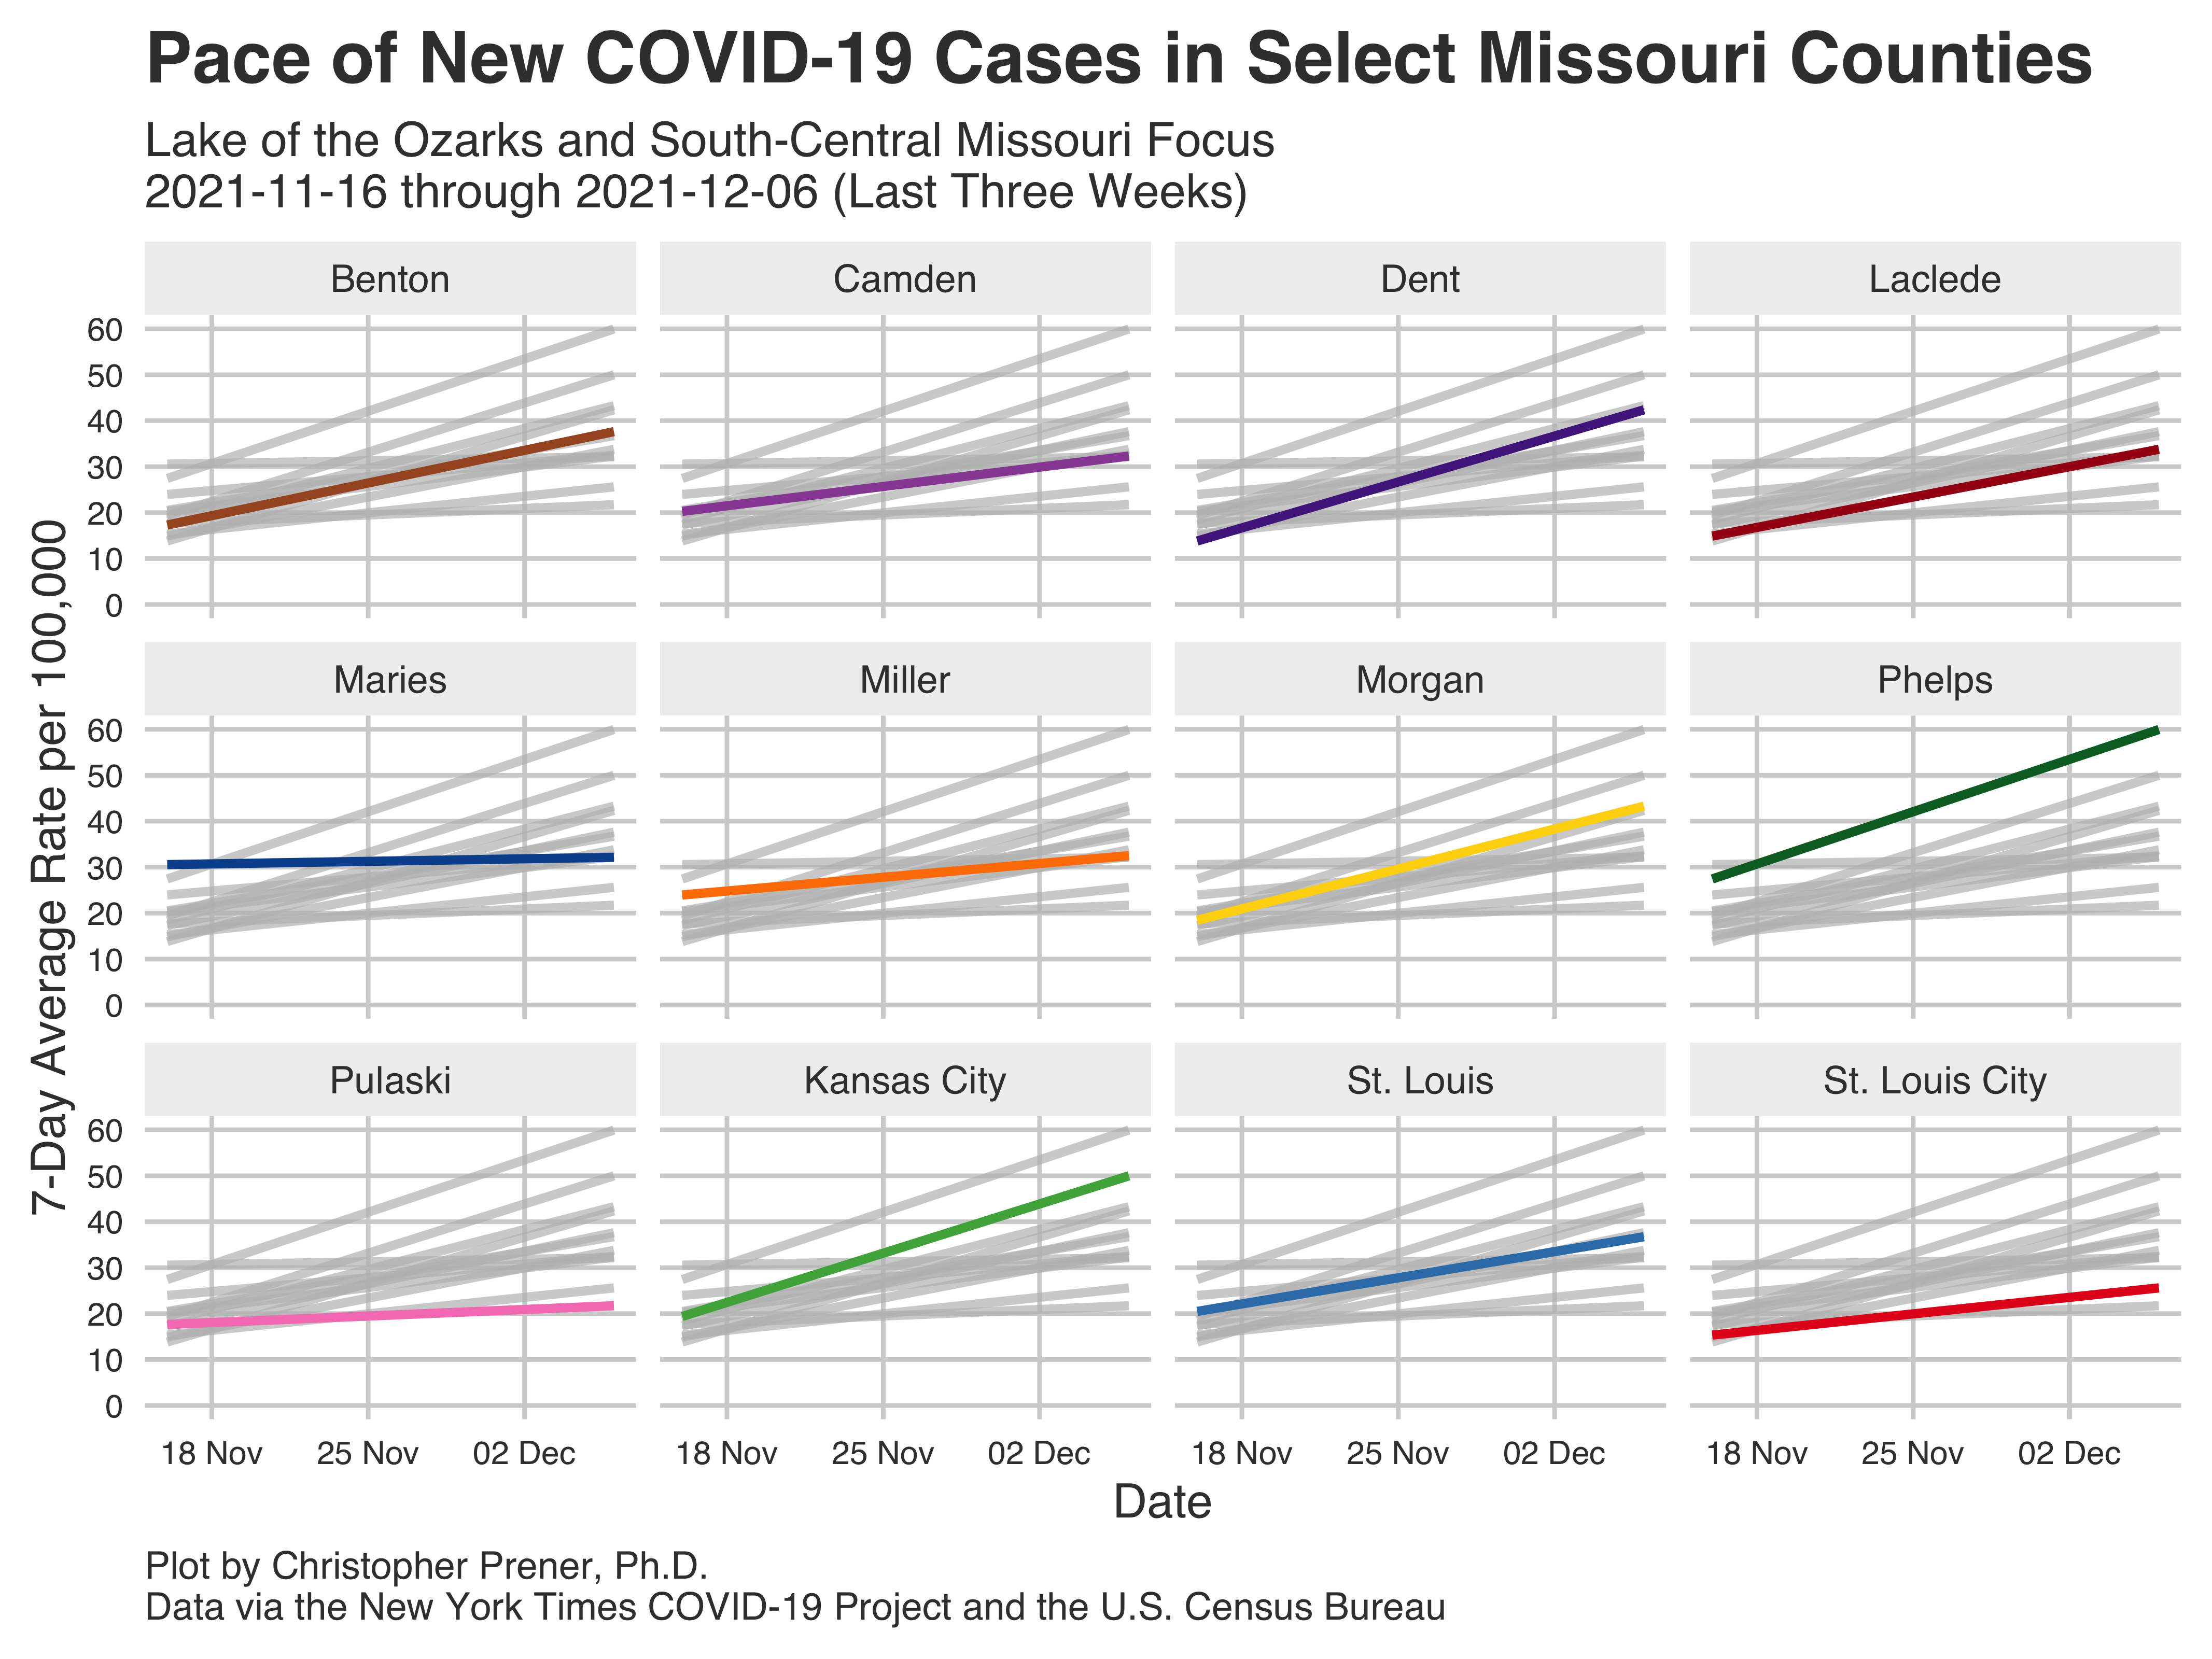 Pace of New COVID-19 Cases in Select Missouri Counties
Lake of the Ozarks and South-Central Missouri Focus
2021-11-16 through 2021-12-06 (Last Three Weeks)
7-Day Average Rate per 100,000
Benton
Camden
Dent
Laclede
60
50
40
30
20
10
0
Maries
Miller
Morgan
Phelps
60
50
40
30
20
10
0
Pulaski
Kansas City
St. Louis
St. Louis City
60
50
40
30
20
10
0
18 Nov 25 Nov 02 Dec
18 Nov 25 Nov 02 Dec
18 Nov 25 Nov 02 Dec
18 Nov 25 Nov 02 Dec
Date
Plot by Christopher Prener, Ph.D.
Data via the New York Times COVID-19 Project and the U.S. Census Bureau